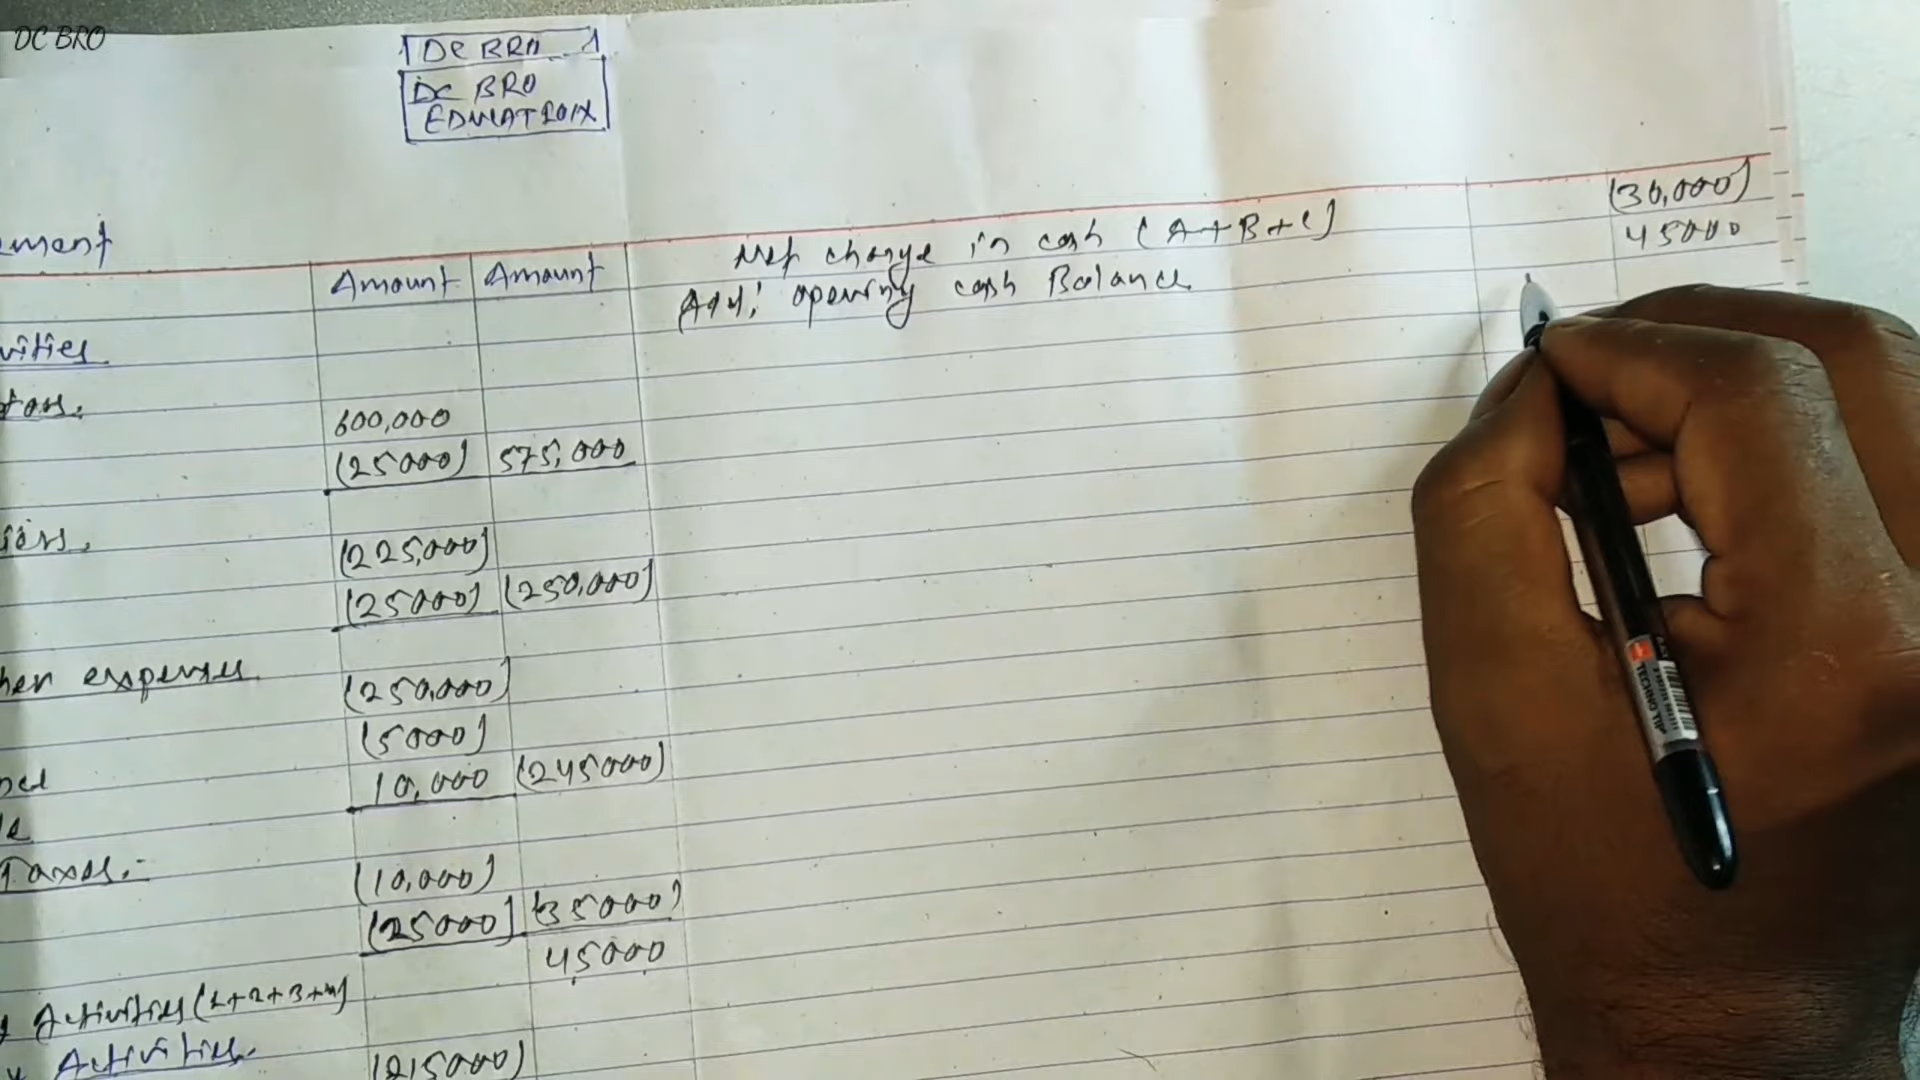 DC BRO
DC BRO
DC BRO
EDUCATION
ement
Amount Amount
vities
tors.
600,000
(25000) 575,000
iers.
(225,000)
(25000) (250,000)
her expenses
(250,000)
(5000)
10,000 (245000)
Taxes:-
(10,000)
(25000) (35000)
45000
Activities (1+2+3+4)
Activities.
(215000)
Net change in cash (A+B+C) (30,000)
Add: opening cash Balance 45000